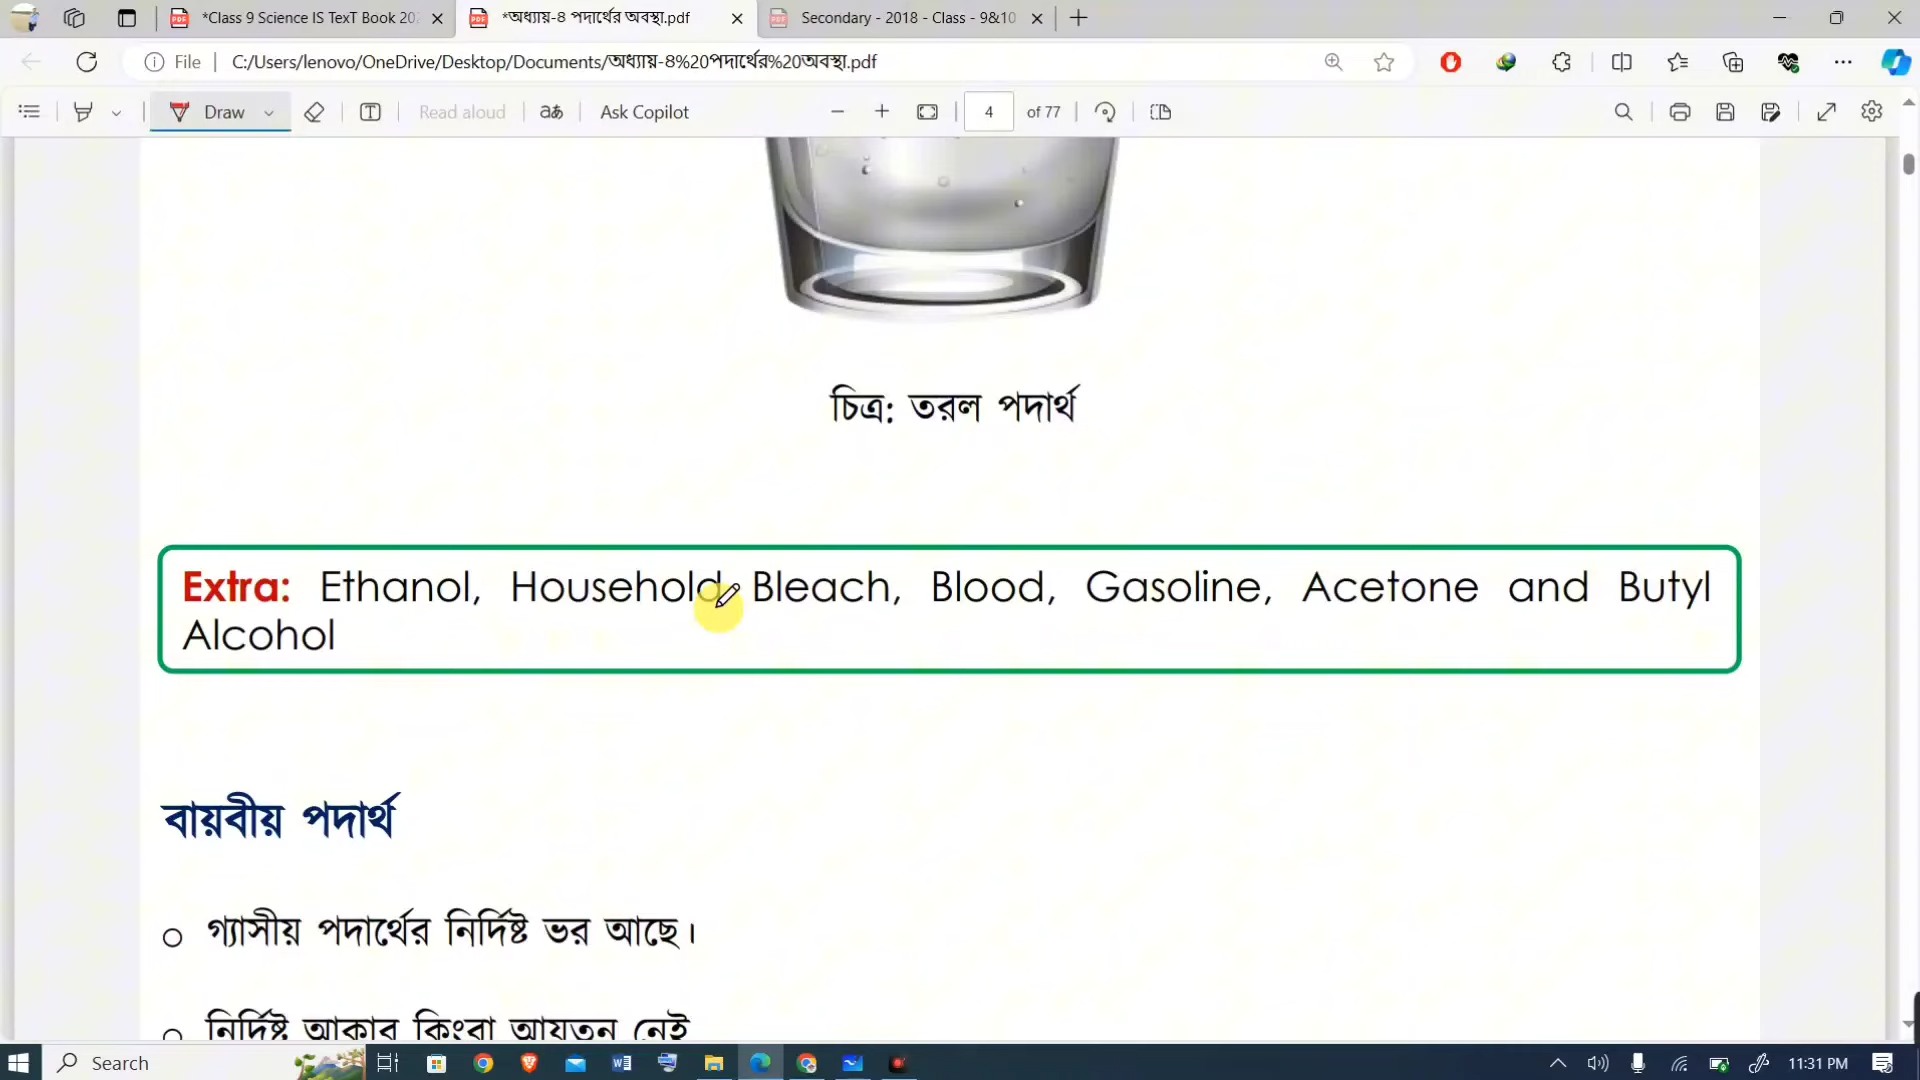 *Class 9 Science IS TexT Book 202
*অধ্যায়-8 পদার্থের অবস্থা.pdf
Secondary - 2018 - Class - 9&10
File
C:/Users/lenovo/OneDrive/Desktop/Documents/অধ্যায়-8%20পদার্থের%20অবস্থা.pdf
Draw
Read aloud
Ask Copilot
4 of 77
চিত্র: তরল পদার্থ
Extra: Ethanol, Household Bleach, Blood, Gasoline, Acetone and Butyl
Alcohol
বায়বীয় পদার্থ
গ্যাসীয় পদার্থের নির্দিষ্ট ভর আছে।
নির্দিষ্ট আকার কিংবা আয়তন নেই
Search
11:31 PM